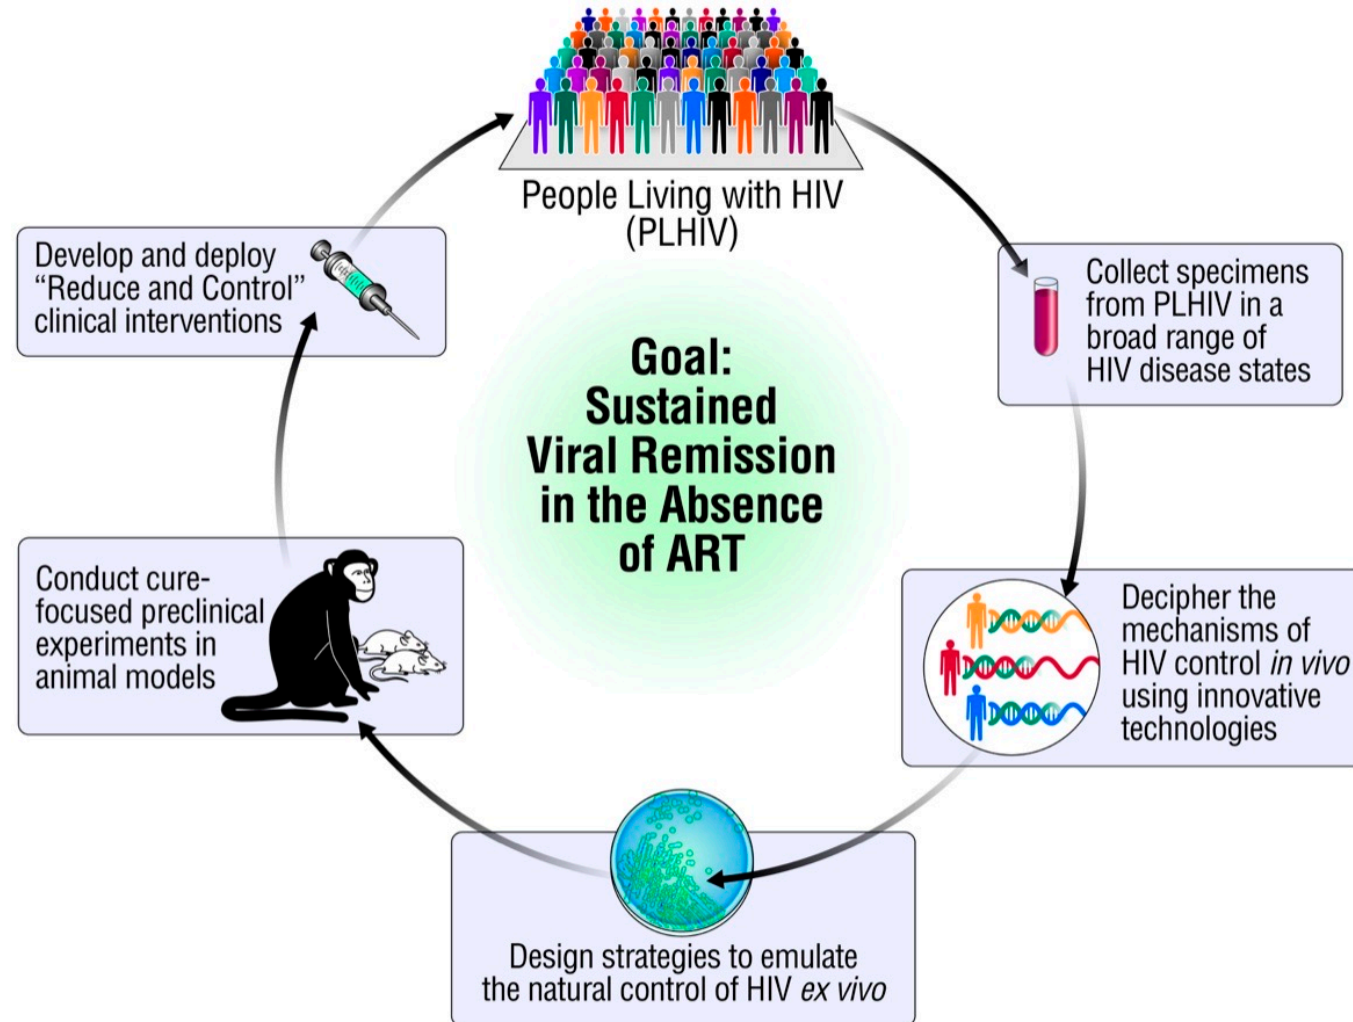 People Living with HIV
(PLHIV)
Collect specimens
from PLHIV in a
broad range of
HIV disease states
Decipher the
mechanisms of
HIV control in vivo
using innovative
technologies
Design strategies to emulate
the natural control of HIV ex vivo
Conduct cure-
focused preclinical
experiments in
animal models
Develop and deploy
“Reduce and Control”
clinical interventions
Goal:
Sustained
Viral Remission
in the Absence
of ART